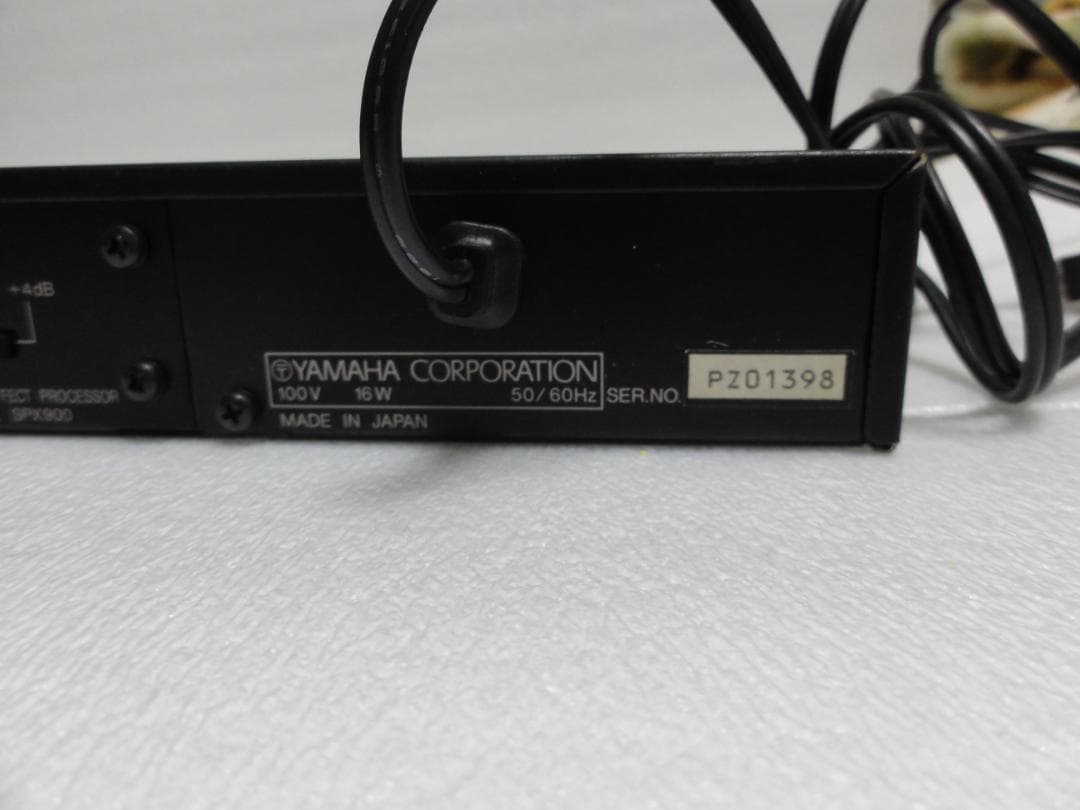 +4dB
FECT PROCESSOR
SPX900
YAMAHA CORPORATION
100V 16W 50/60Hz
MADE IN JAPAN
SER.NO. PZ01398